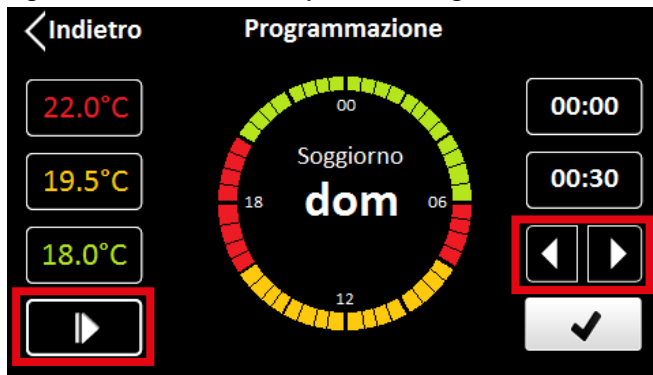 Indietro
Programmazione
22.0°C
00
00:00
Soggiorno
19.5°C
18
dom
06
00:30
18.0°C
12